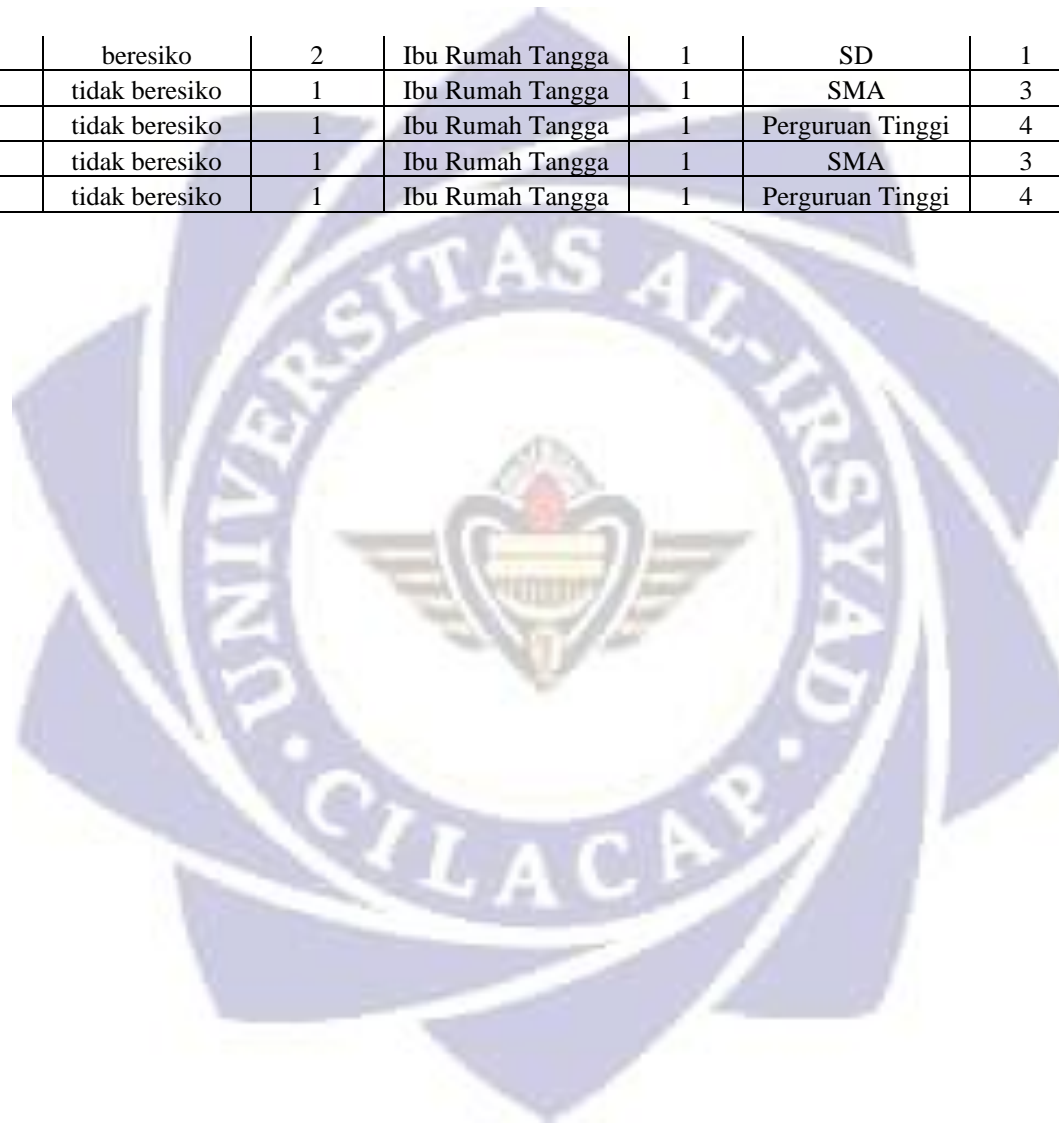 beresiko 2 Ibu Rumah Tangga 1 SD 1
tidak beresiko 1 Ibu Rumah Tangga 1 SMA 3
tidak beresiko 1 Ibu Rumah Tangga 1 Perguruan Tinggi 4
tidak beresiko 1 Ibu Rumah Tangga 1 SMA 3
tidak beresiko 1 Ibu Rumah Tangga 1 Perguruan Tinggi 4
UNIVERSITAS AL-IRSYAD
CILACAP